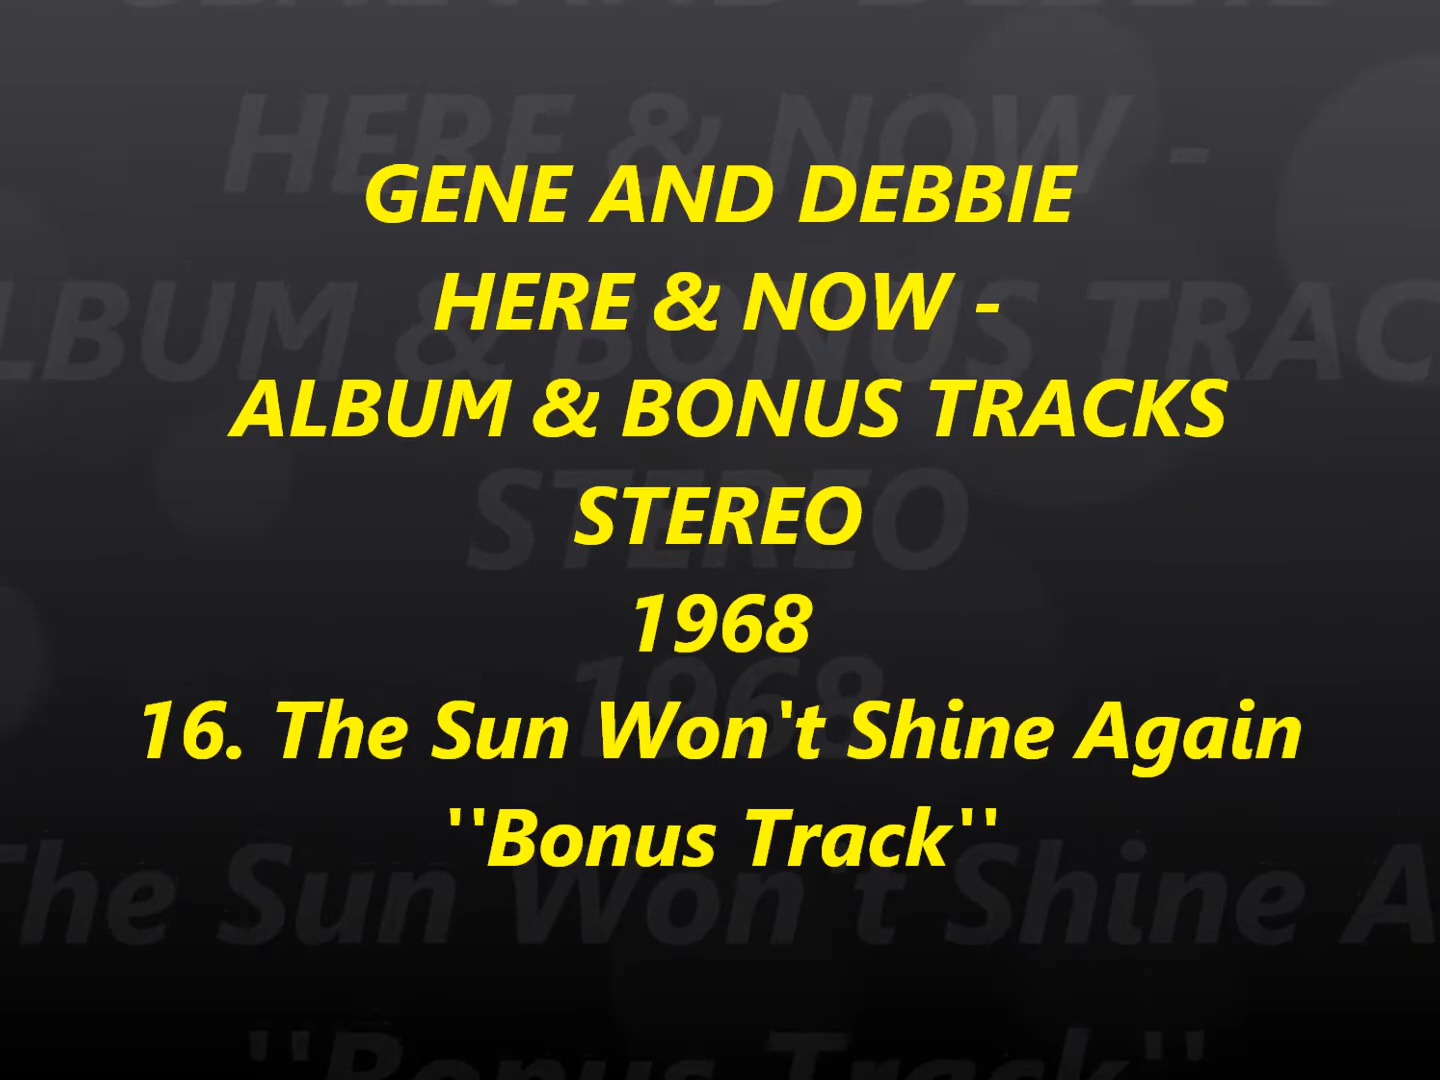 GENE AND DEBBIE
HERE & NOW -
ALBUM & BONUS TRACKS
STEREO
1968
16. The Sun Won't Shine Again
''Bonus Track''